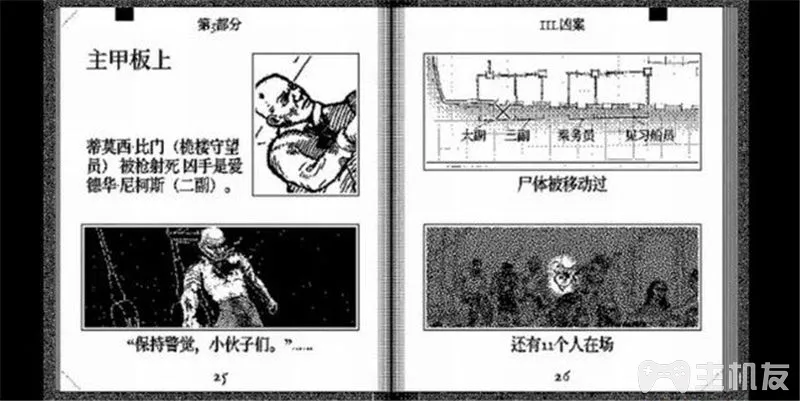 第3部分
主甲板上
蒂莫西·比门（桅楼守望
员） 被枪射死 凶手是爱
德华·尼柯斯（二副）。
“保持警觉，小伙子们。”……
25
III.凶案
大副 三副 乘务员 见习船员
尸体被移动过
还有11个人在场
26
主机友